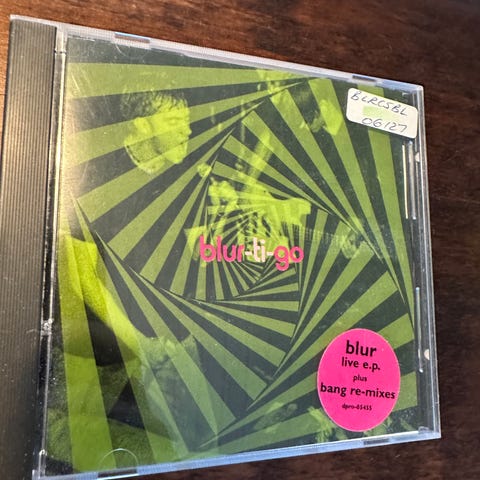 BLRCSBL
06127
blur-ti-go
blur
live e.p.
plus
bang re-mixes
dpro-05455